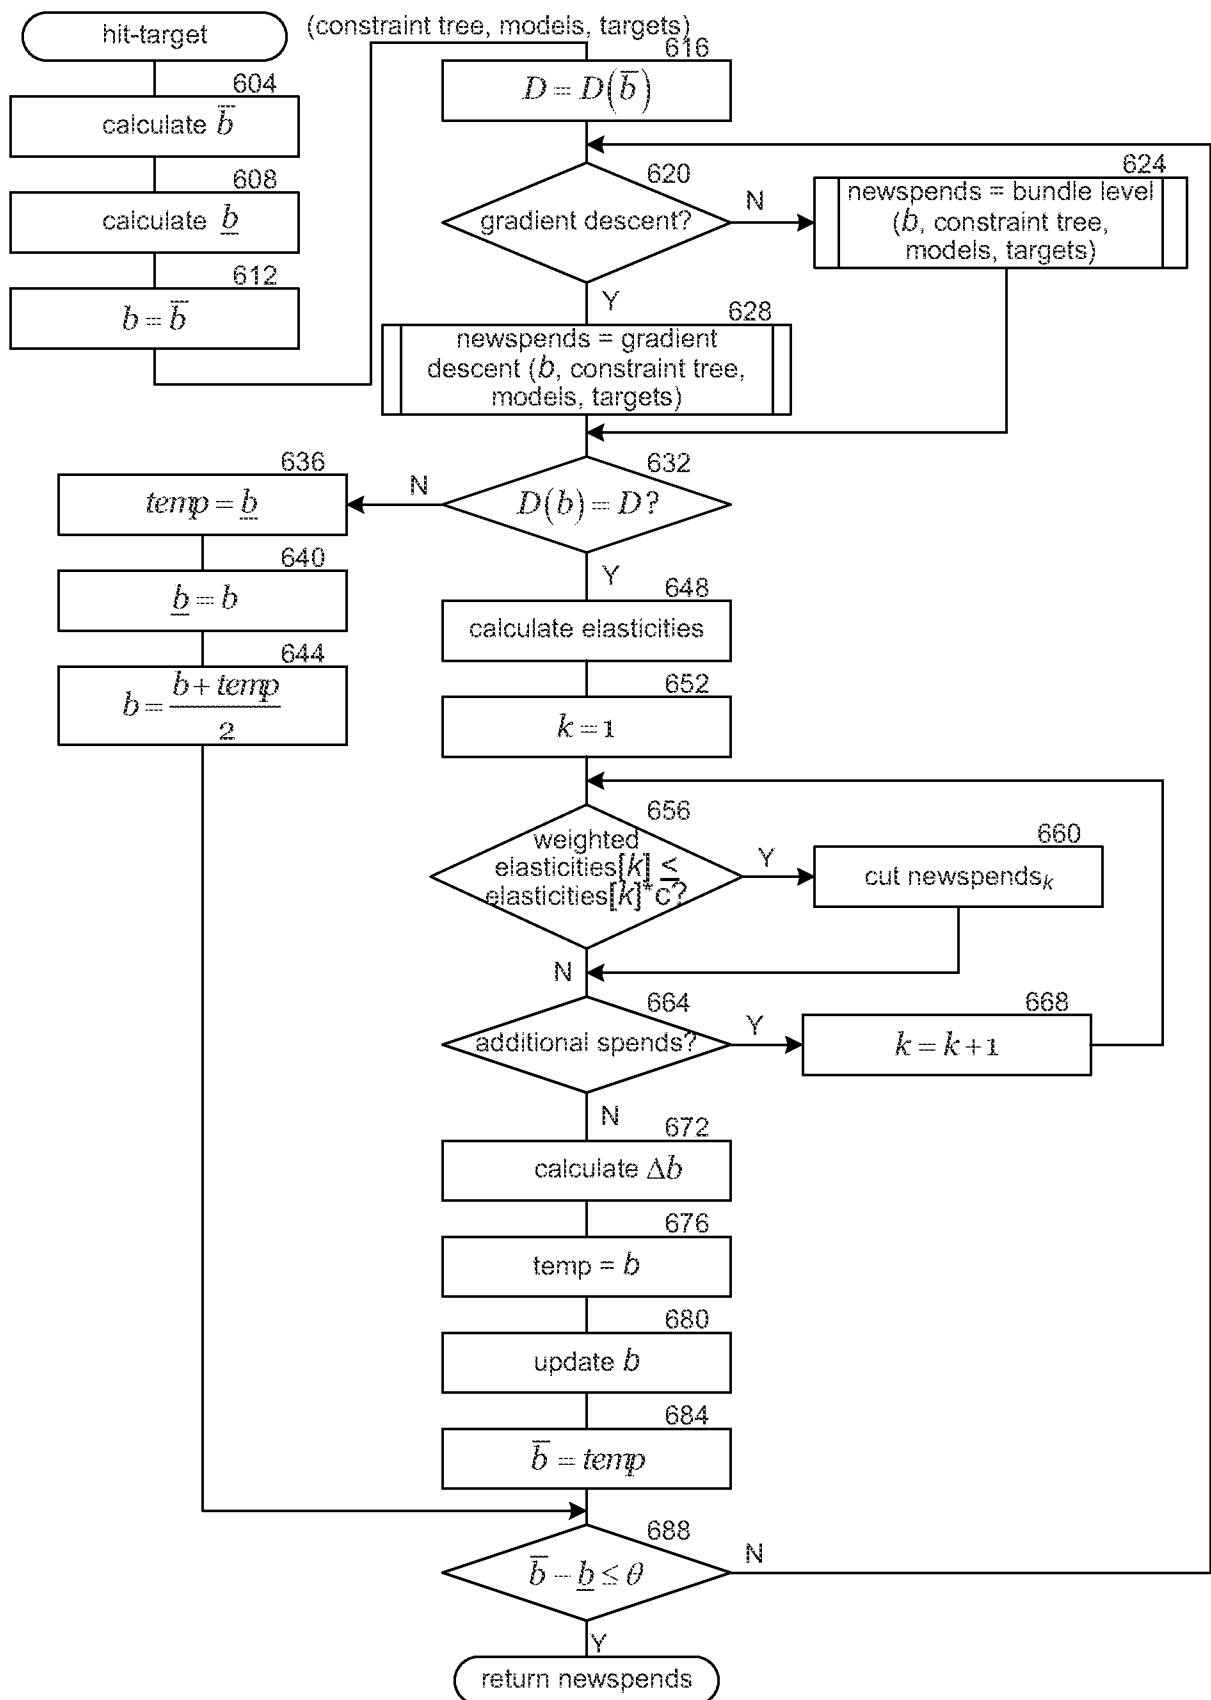 hit-target
(constraint tree, models, targets)
604
calculate b̅
608
calculate b̲
612
b = b̅
616
D = D(b̅)
620
gradient descent?
N
Y
624
newspends = bundle level
(b, constraint tree,
models, targets)
628
newspends = gradient
descent (b, constraint tree,
models, targets)
632
D(b) = D?
N
Y
636
temp = b̲
640
b̲ = b
644
b = b + temp
2
648
calculate elasticities
652
k = 1
656
weighted
elasticities[k] ≤
elasticities[k]*c?
Y
N
660
cut newspendsₖ
664
additional spends?
Y
N
668
k = k + 1
672
calculate Δb
676
temp = b
680
update b
684
b̅ = temp
688
b̅ − b̲ ≤ θ
N
Y
return newspends